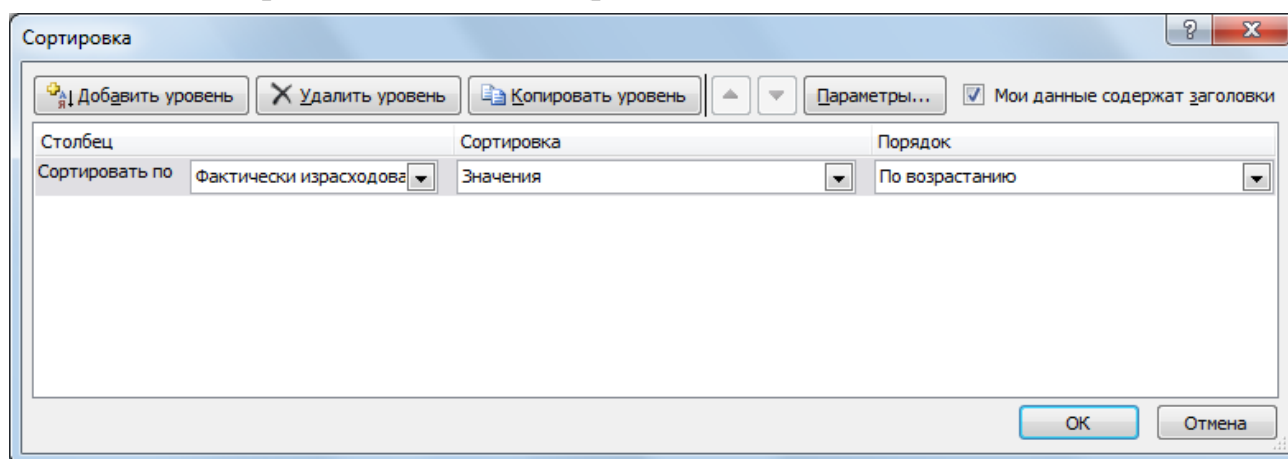 Сортировка
Добавить уровень Удалить уровень Копировать уровень Параметры... Мои данные содержат заголовки
Столбец Сортировка Порядок
Сортировать по Фактически израсходова Значения По возрастанию
ОК Отмена